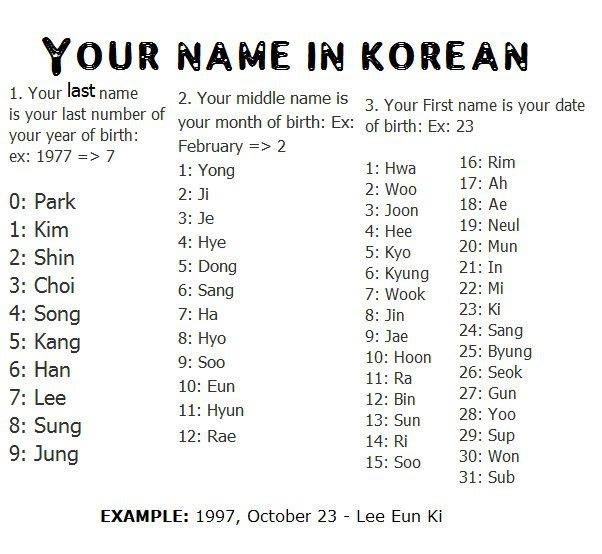 YOUR NAME IN KOREAN
1. Your last name
is your last number of
your year of birth:
ex: 1977 => 7
0: Park
1: Kim
2: Shin
3: Choi
4: Song
5: Kang
6: Han
7: Lee
8: Sung
9: Jung
2. Your middle name is
your month of birth: Ex:
February => 2
1: Yong
2: Ji
3: Je
4: Hye
5: Dong
6: Sang
7: Ha
8: Hyo
9: Soo
10: Eun
11: Hyun
12: Rae
3. Your First name is your date
of birth: Ex: 23
1: Hwa
2: Woo
3: Joon
4: Hee
5: Kyo
6: Kyung
7: Wook
8: Jin
9: Jae
10: Hoon
11: Ra
12: Bin
13: Sun
14: Ri
15: Soo
16: Rim
17: Ah
18: Ae
19: Neul
20: Mun
21: In
22: Mi
23: Ki
24: Sang
25: Byung
26: Seok
27: Gun
28: Yoo
29: Sup
30: Won
31: Sub
EXAMPLE: 1997, October 23 - Lee Eun Ki